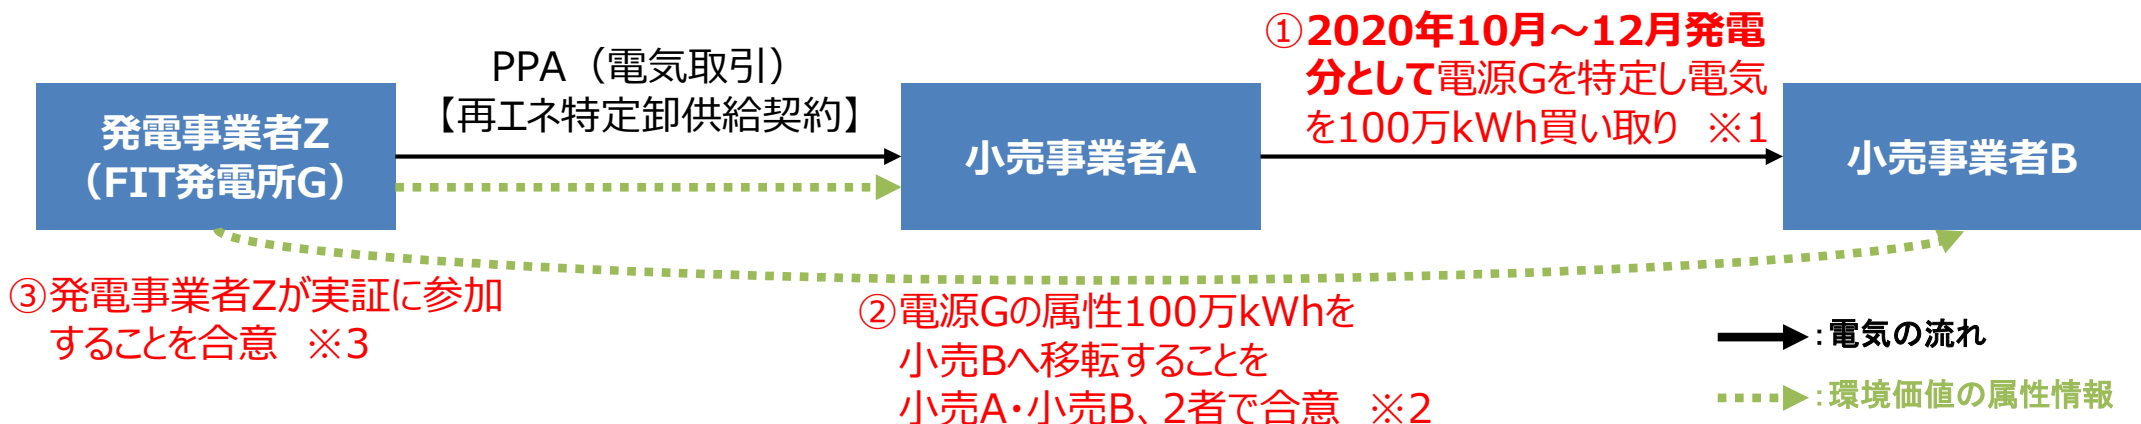 ①2020年10月～12月発電
分として電源Gを特定し電気
を100万kWh買い取り ※1
PPA（電気取引）
【再エネ特定卸供給契約】
発電事業者Z
（FIT発電所G）
小売事業者A
小売事業者B
③発電事業者Zが実証に参加
することを合意 ※3
②電源Gの属性100万kWhを
小売Bへ移転することを
小売A・小売B、2者で合意 ※2
：電気の流れ
：環境価値の属性情報